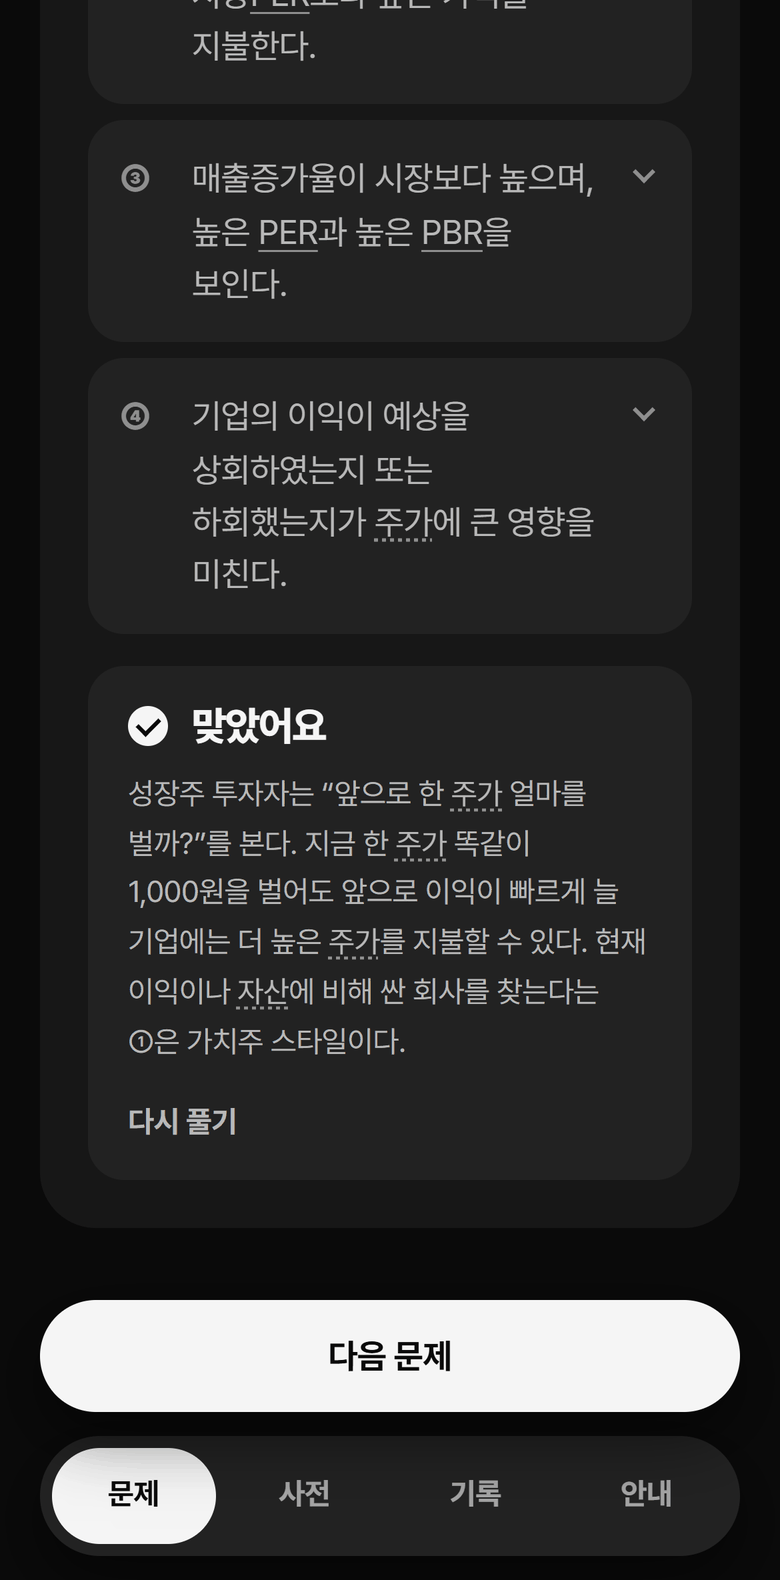 지불한다.
③ 매출증가율이 시장보다 높으며,
높은 PER과 높은 PBR을
보인다.
④ 기업의 이익이 예상을
상회하였는지 또는
하회했는지가 주가에 큰 영향을
미친다.
맞았어요
성장주 투자자는 “앞으로 한 주가 얼마를
벌까?”를 본다. 지금 한 주가 똑같이
1,000원을 벌어도 앞으로 이익이 빠르게 늘
기업에는 더 높은 주가를 지불할 수 있다. 현재
이익이나 자산에 비해 싼 회사를 찾는다는
①은 가치주 스타일이다.
다시 풀기
다음 문제
문제 사전 기록 안내